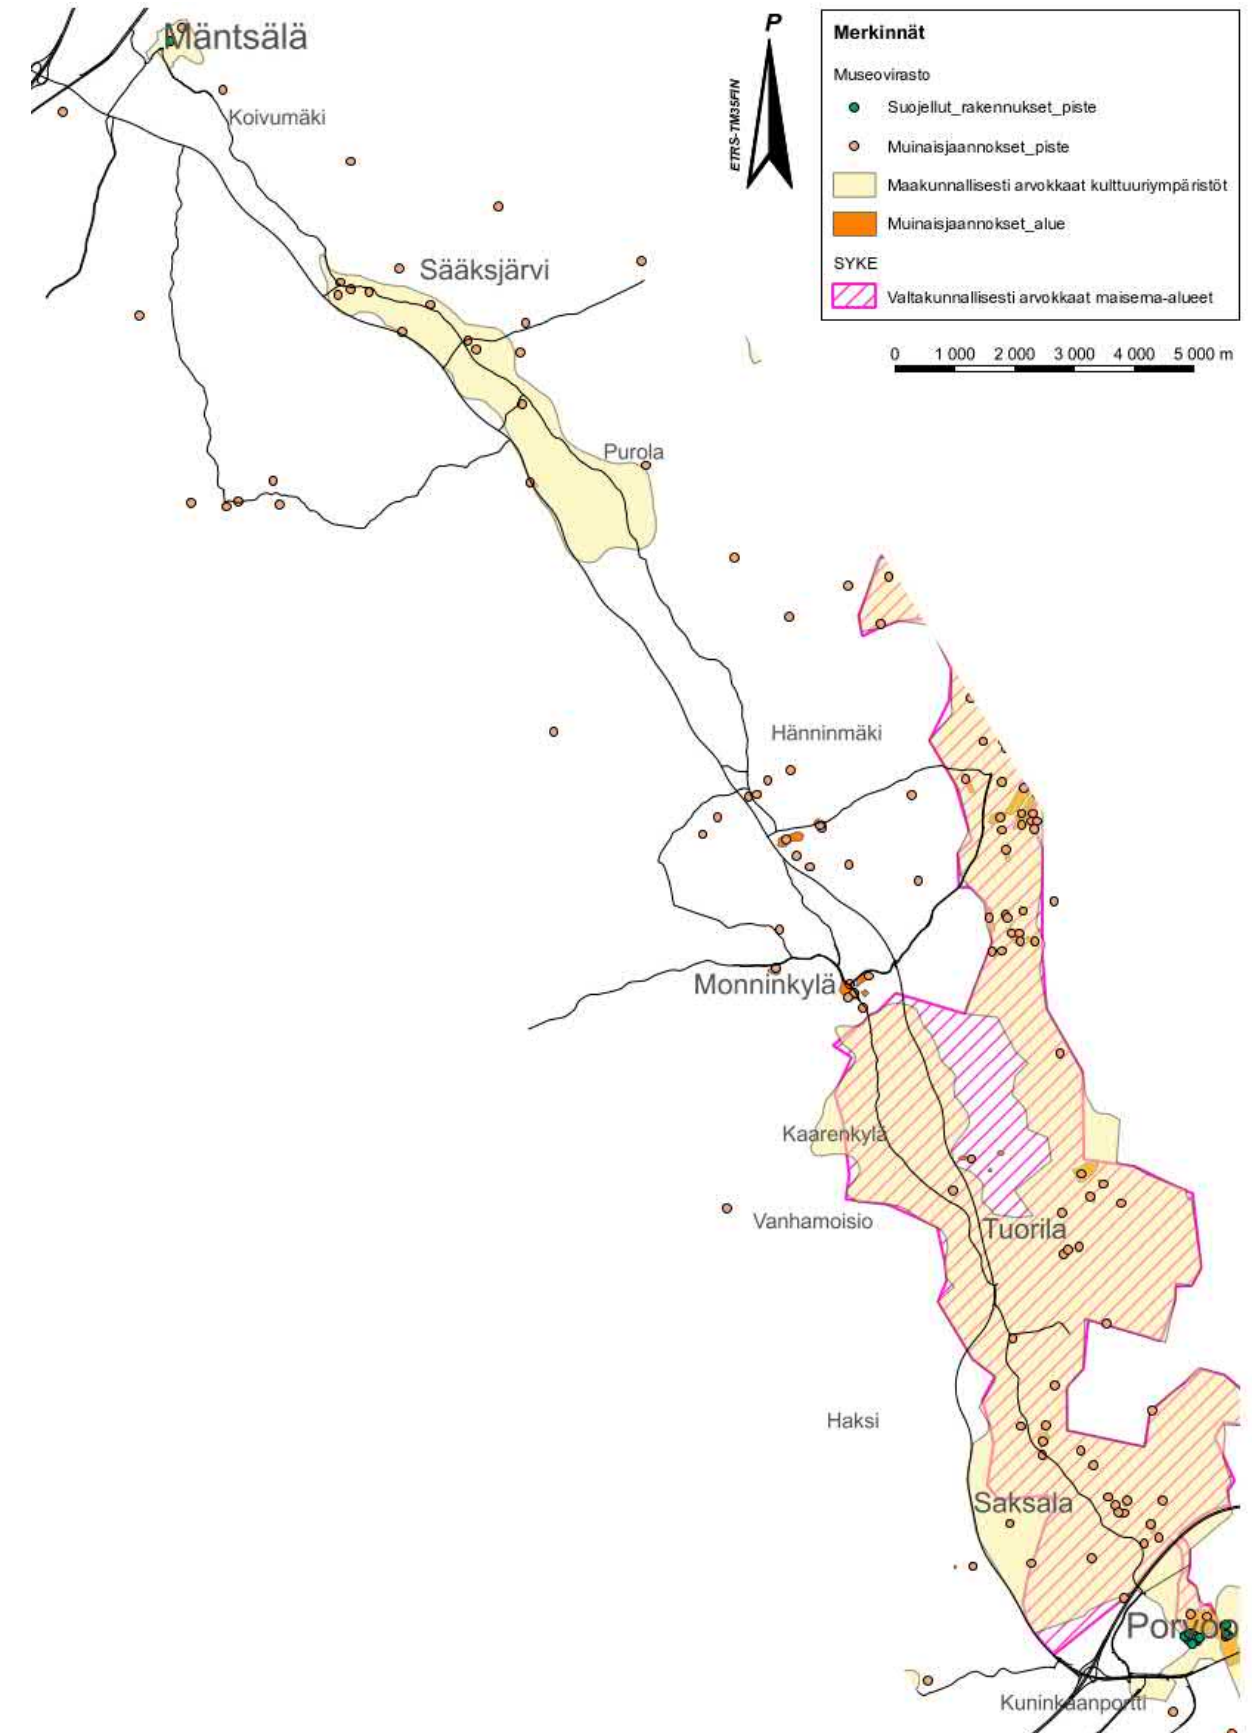 Mäntsälä
Koivumäki
P
ETRS-TM35FIN
Merkinnät
Museovirasto
Suojellut_rakennukset_piste
Muinaisjaannokset_piste
Maakunnallisesti arvokkaat kulttuuriympäristöt
Muinaisjaannokset_alue
SYKE
Valtakunnallisesti arvokkaat maisema-alueet
0 1 000 2 000 3 000 4 000 5 000 m
Sääksjärvi
Purola
Hänninmäki
Monninkylä
Kaarenkylä
Vanhamoisio
Tuorila
Haksi
Saksala
Porvoo
Kuninkaanportti